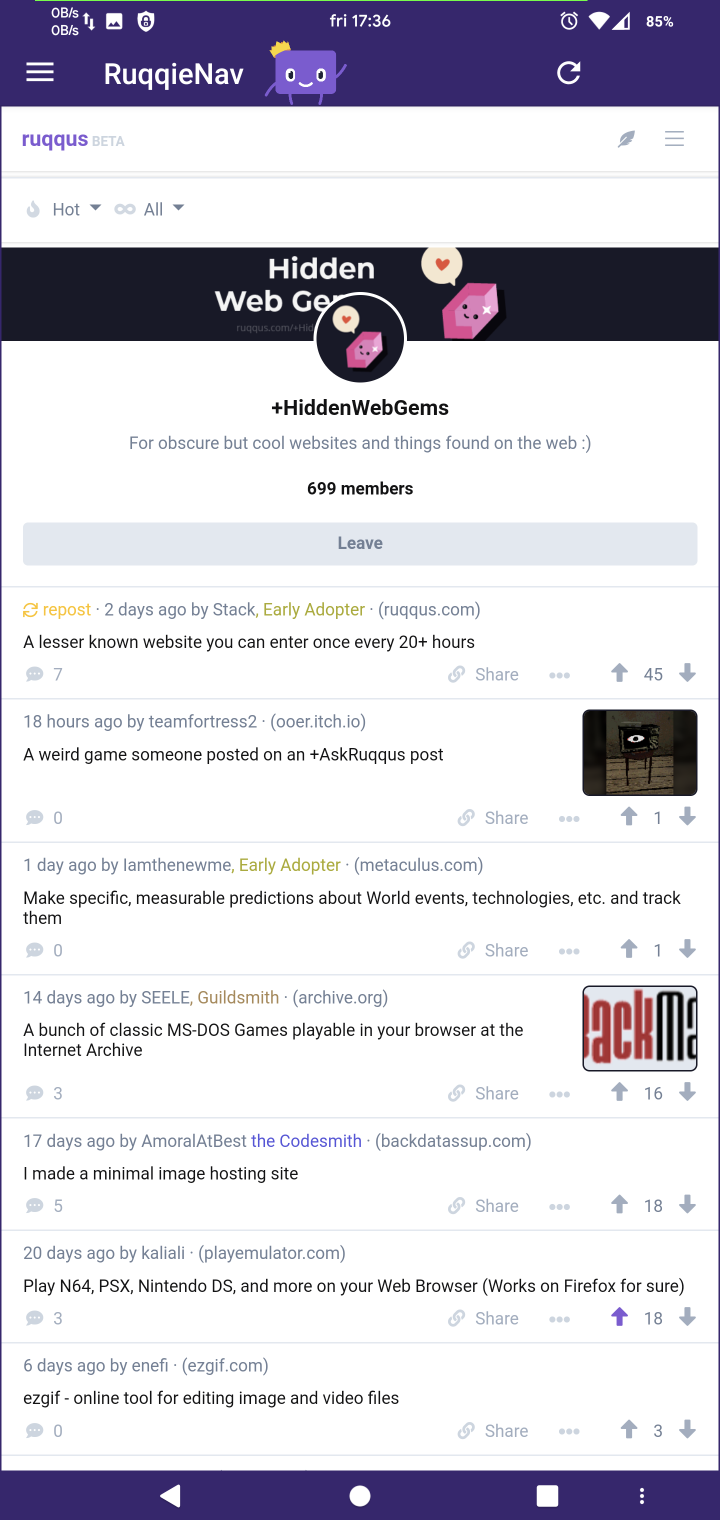 0B/s
0B/s
fri 17:36
85%
RuqqieNav
ruqqus BETA
Hot All
Hidden
Web Ge
ruqqus.com/+Hid
+HiddenWebGems
For obscure but cool websites and things found on the web :)
699 members
Leave
repost · 2 days ago by Stack, Early Adopter · (ruqqus.com)
A lesser known website you can enter once every 20+ hours
7 Share ••• 45
18 hours ago by teamfortress2 · (ooer.itch.io)
A weird game someone posted on an +AskRuqqus post
0 Share ••• 1
1 day ago by Iamthenewme, Early Adopter · (metaculus.com)
Make specific, measurable predictions about World events, technologies, etc. and track
them
0 Share ••• 1
14 days ago by SEELE, Guildsmith · (archive.org)
A bunch of classic MS-DOS Games playable in your browser at the
Internet Archive
ackMa
3 Share ••• 16
17 days ago by AmoralAtBest the Codesmith · (backdatassup.com)
I made a minimal image hosting site
5 Share ••• 18
20 days ago by kaliali · (playemulator.com)
Play N64, PSX, Nintendo DS, and more on your Web Browser (Works on Firefox for sure)
3 Share ••• 18
6 days ago by enefi · (ezgif.com)
ezgif - online tool for editing image and video files
0 Share ••• 3